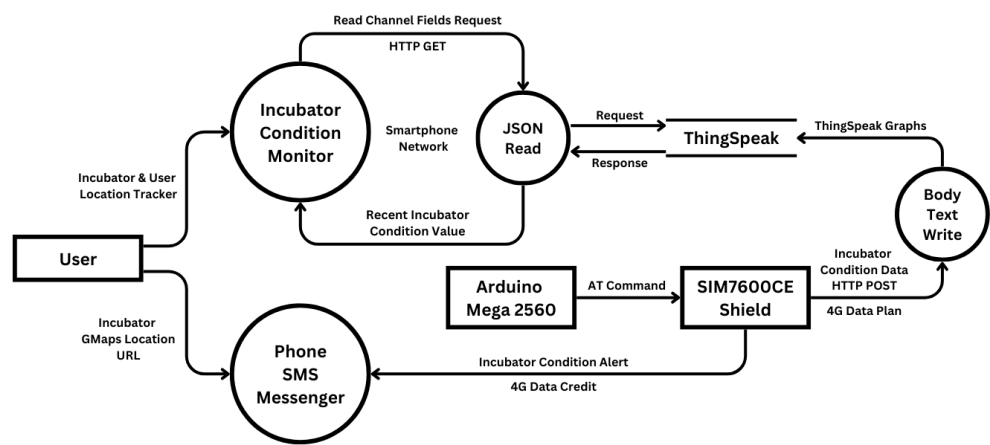 Read Channel Fields Request
HTTP GET
Incubator
Condition
Monitor
Smartphone
Network
JSON
Read
Request
Response
ThingSpeak
ThingSpeak Graphs
Body
Text
Write
Incubator & User
Location Tracker
Recent Incubator
Condition Value
User
Arduino
Mega 2560
AT Command
SIM7600CE
Shield
Incubator
Condition Data
HTTP POST
4G Data Plan
Incubator
GMaps Location
URL
Phone
SMS
Messenger
Incubator Condition Alert
4G Data Credit